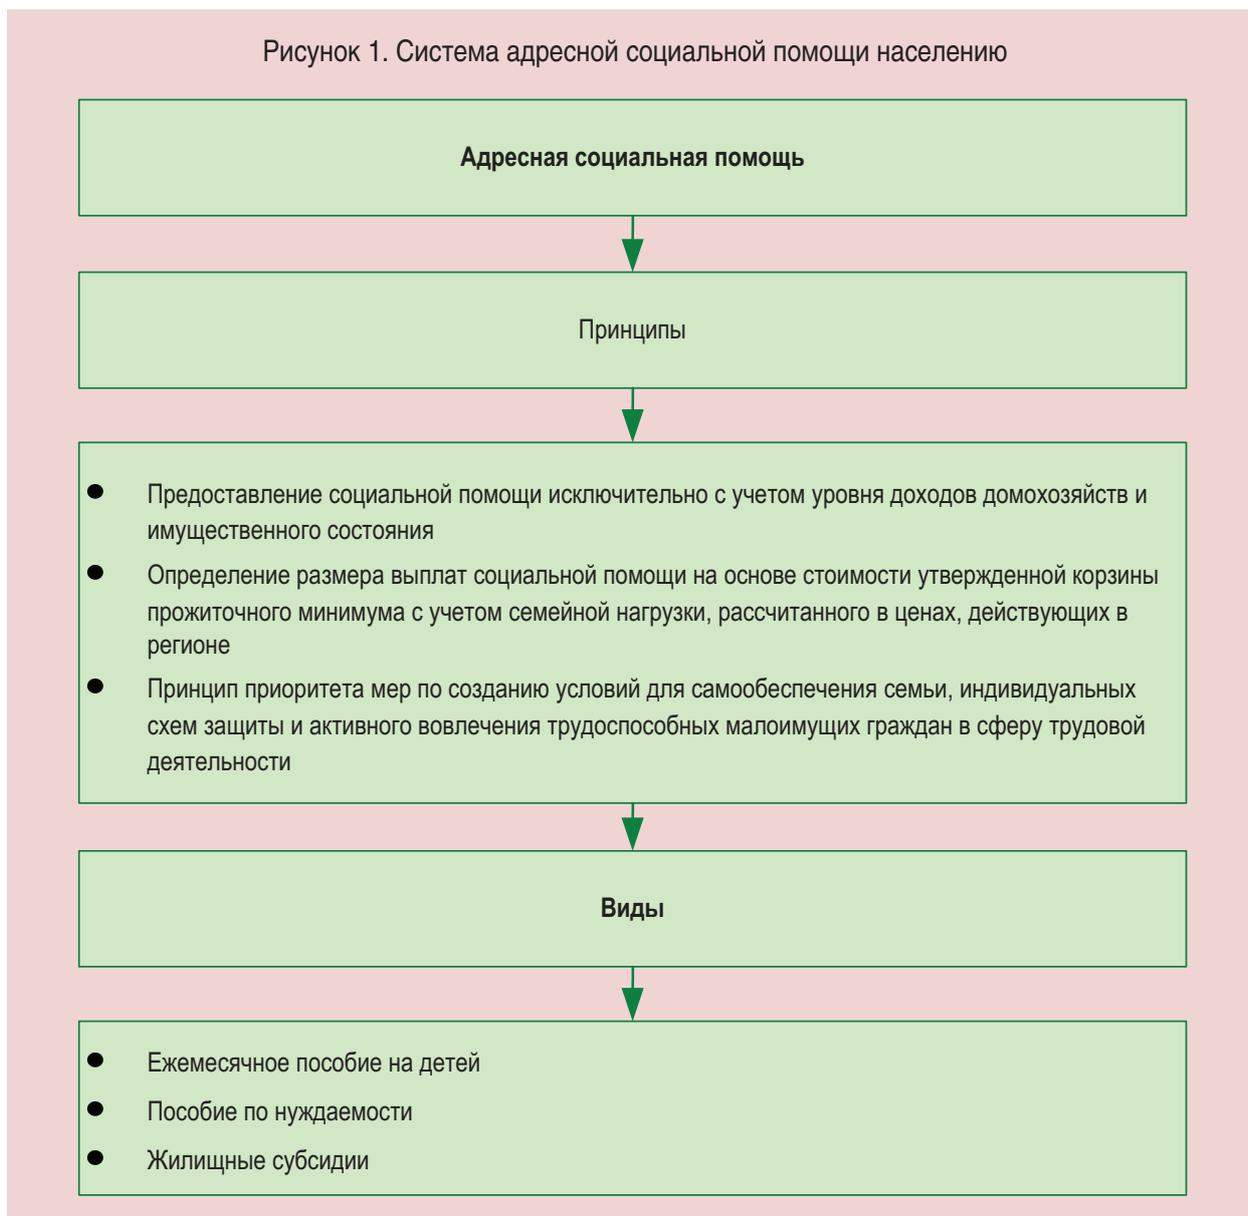 Рисунок 1. Система адресной социальной помощи населению
Адресная социальная помощь
Принципы
● Предоставление социальной помощи исключительно с учетом уровня доходов домохозяйств и
имущественного состояния
● Определение размера выплат социальной помощи на основе стоимости утвержденной корзины
прожиточного минимума с учетом семейной нагрузки, рассчитанного в ценах, действующих в
регионе
● Принцип приоритета мер по созданию условий для самообеспечения семьи, индивидуальных
схем защиты и активного вовлечения трудоспособных малоимущих граждан в сферу трудовой
деятельности
Виды
● Ежемесячное пособие на детей
● Пособие по нуждаемости
● Жилищные субсидии